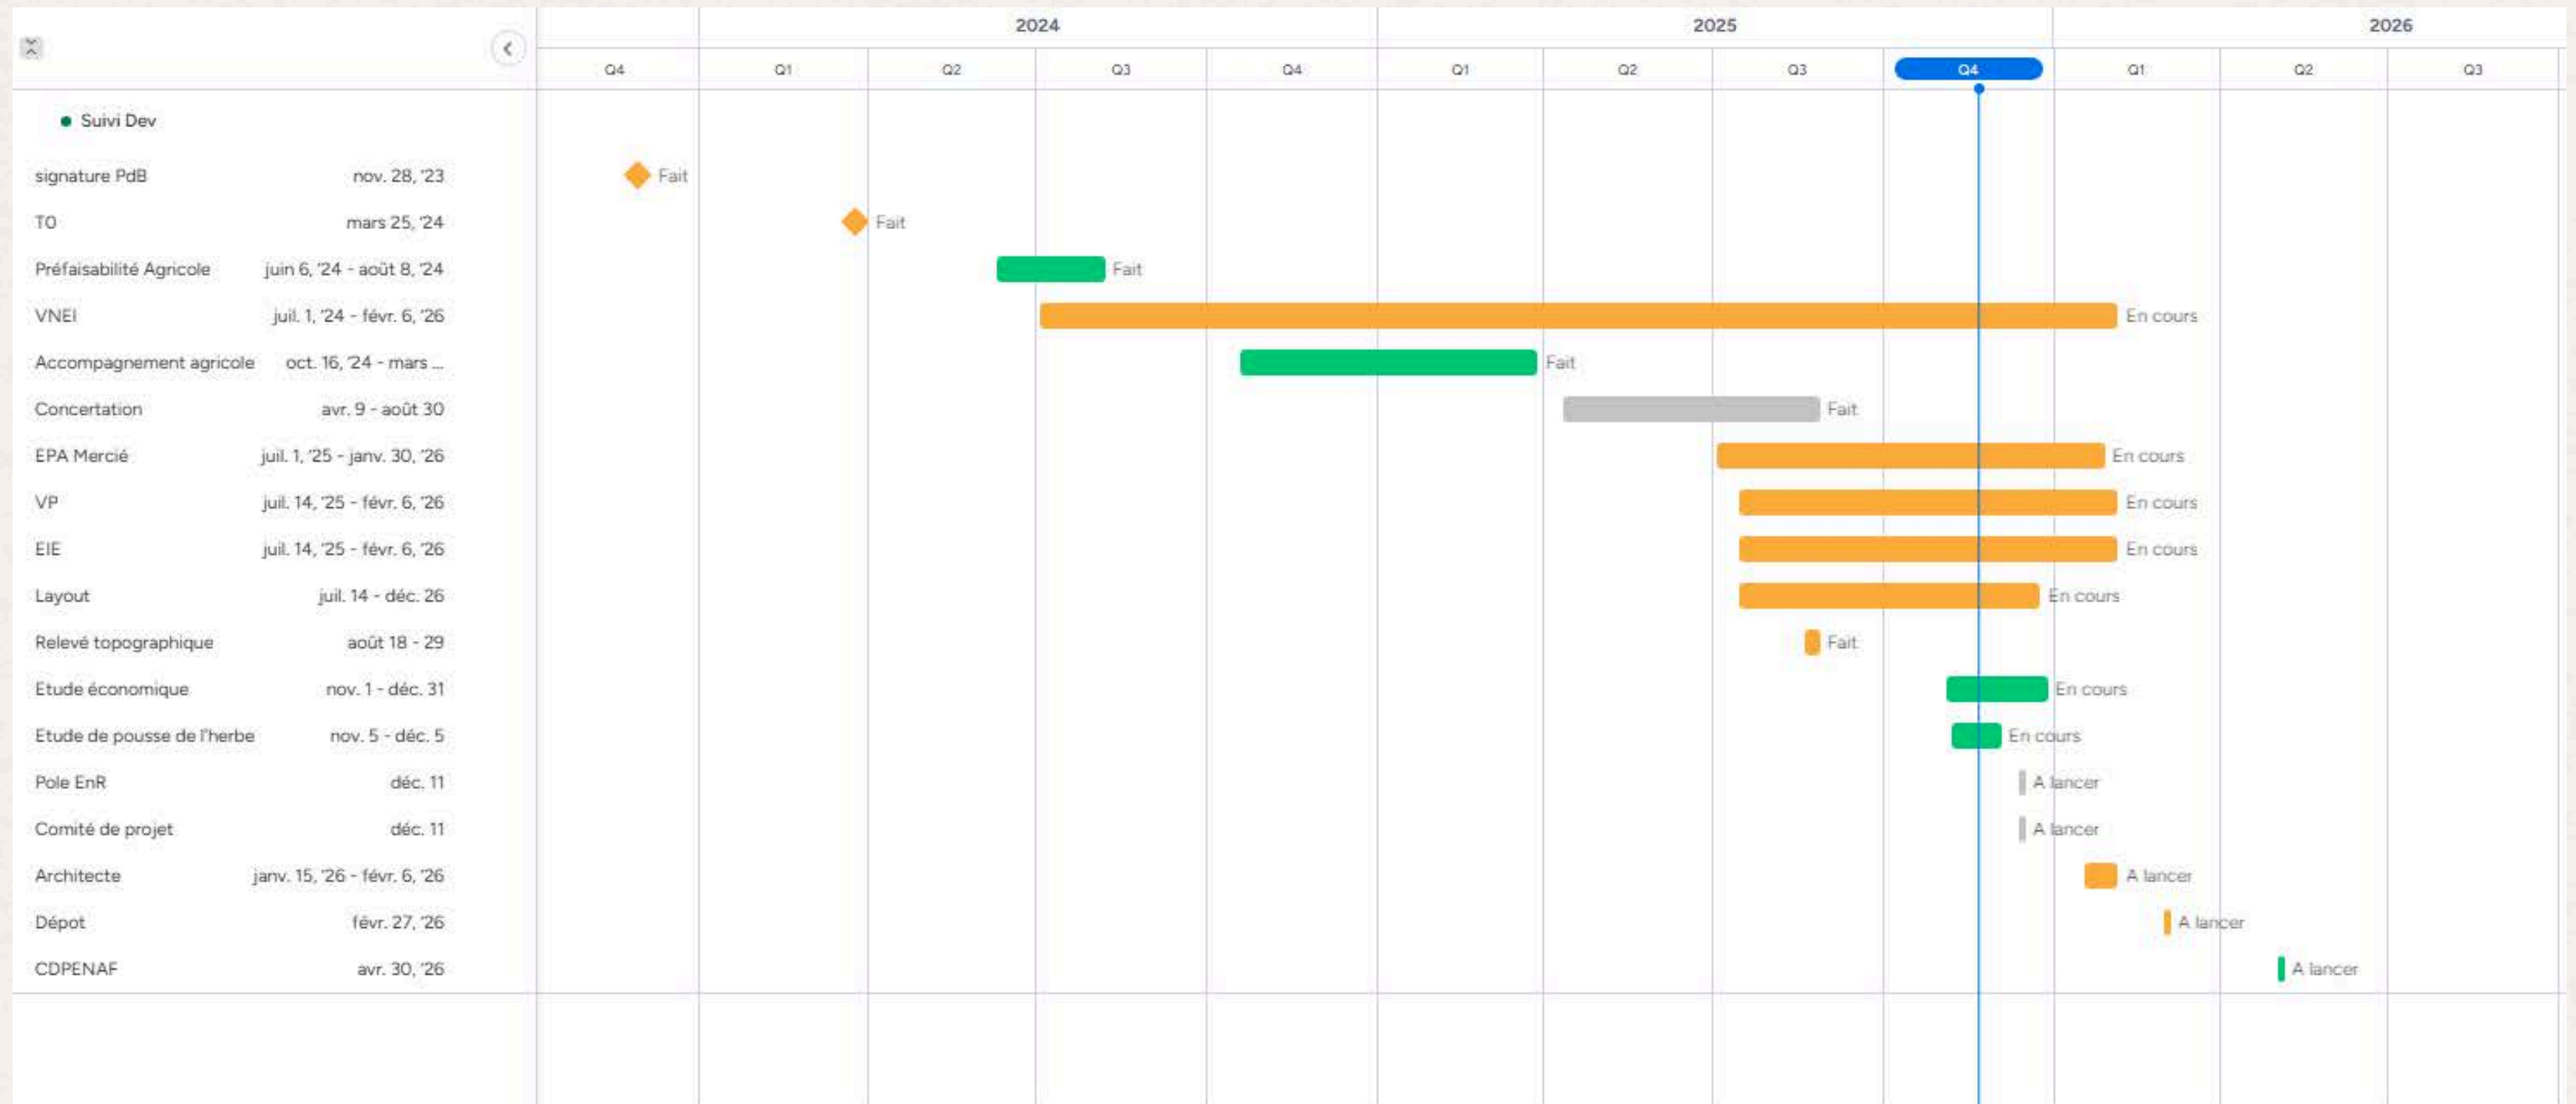 2024 2025 2026
Q4 Q1 Q2 Q3 Q4 Q1 Q2 Q3 Q4 Q1 Q2 Q3
Suivi Dev
signature PdB nov. 28, '23 Fait
T0 mars 25, '24 Fait
Préfaisabilité Agricole juin 6, '24 - août 8, '24 Fait
VNEI juil. 1, '24 - févr. 6, '26 En cours
Accompagnement agricole oct. 16, '24 - mars ... Fait
Concertation avr. 9 - août 30 Fait
EPA Mercié juil. 1, '25 - janv. 30, '26 En cours
VP juil. 14, '25 - févr. 6, '26 En cours
EIE juil. 14, '25 - févr. 6, '26 En cours
Layout juil. 14 - déc. 26 En cours
Relevé topographique août 18 - 29 Fait
Etude économique nov. 1 - déc. 31 En cours
Etude de pousse de l'herbe nov. 5 - déc. 5 En cours
Pole EnR déc. 11 A lancer
Comité de projet déc. 11 A lancer
Architecte janv. 15, '26 - févr. 6, '26 A lancer
Dépot févr. 27, '26 A lancer
CDPENAF avr. 30, '26 A lancer